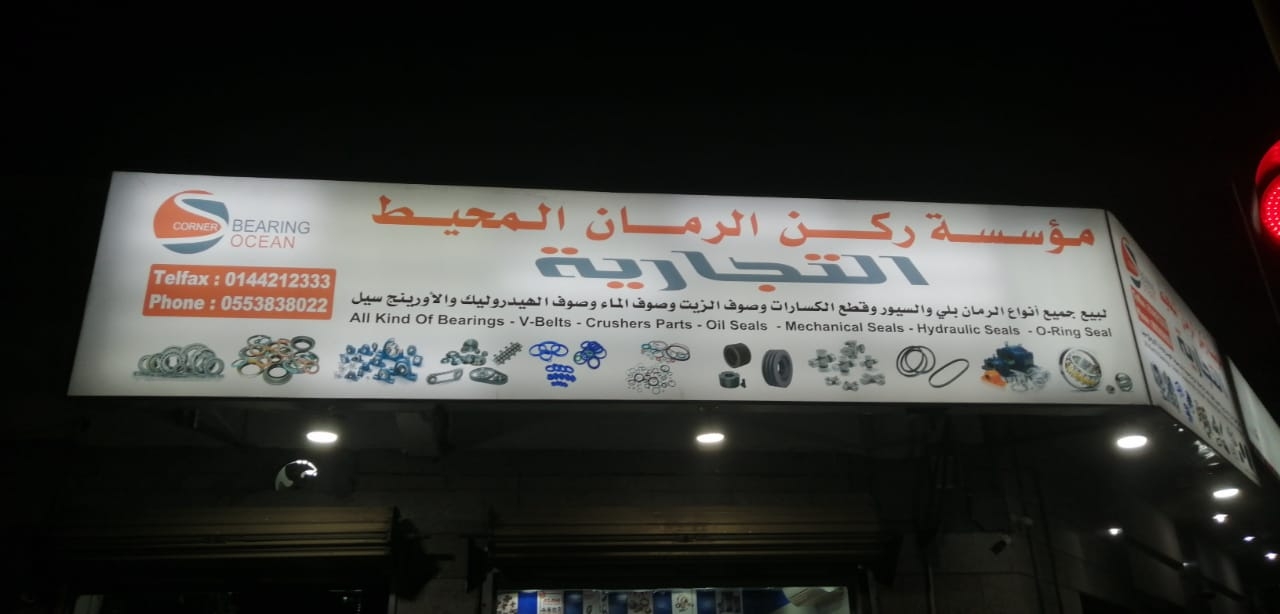 مؤسسة ركن الرمان المحيط
التجارية
CORNER
BEARING
OCEAN
Telfax : 0144212333
Phone : 0553838022
لبيع جميع أنواع الرمان بلي والسيور وقطع الكسارات وصوف الزيت وصوف الماء وصوف الهيدروليك والأورينج سيل
All Kind Of Bearings - V-Belts - Crushers Parts - Oil Seals - Mechanical Seals - Hydraulic Seals - O-Ring Seal